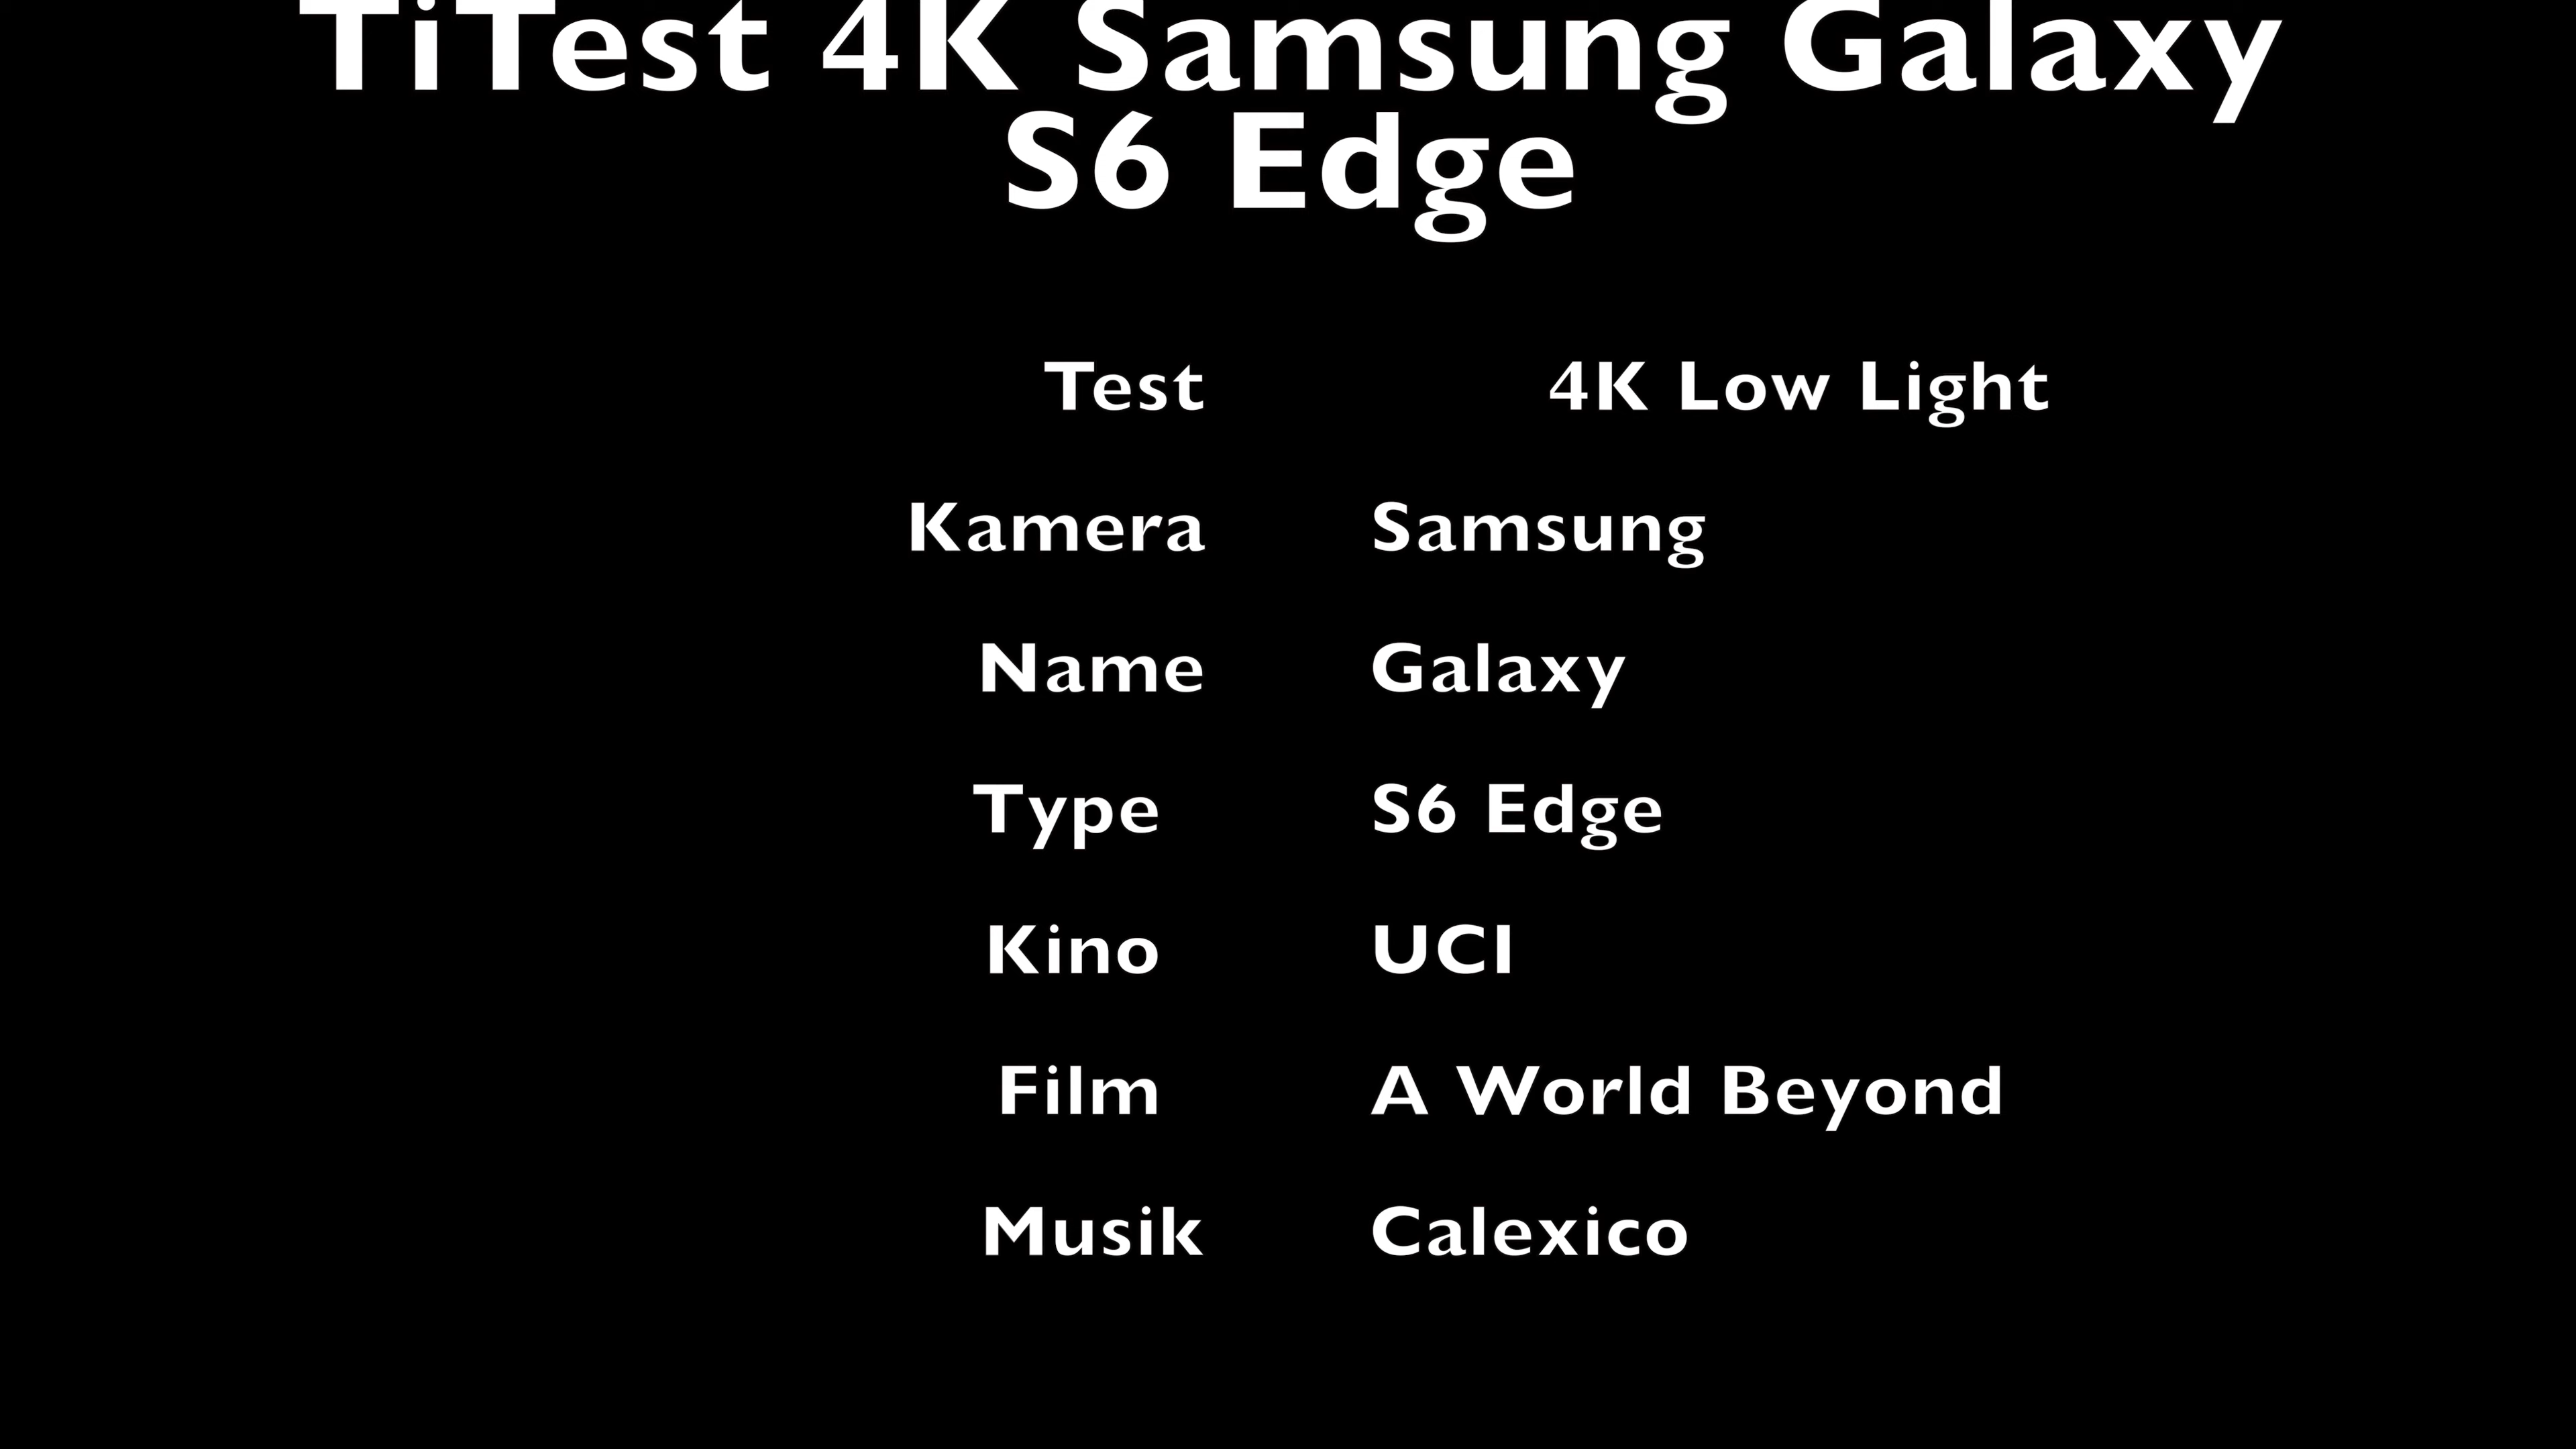 TiTest 4K Samsung Galaxy
S6 Edge
Test 4K Low Light
Kamera Samsung
Name Galaxy
Type S6 Edge
Kino UCI
Film A World Beyond
Musik Calexico